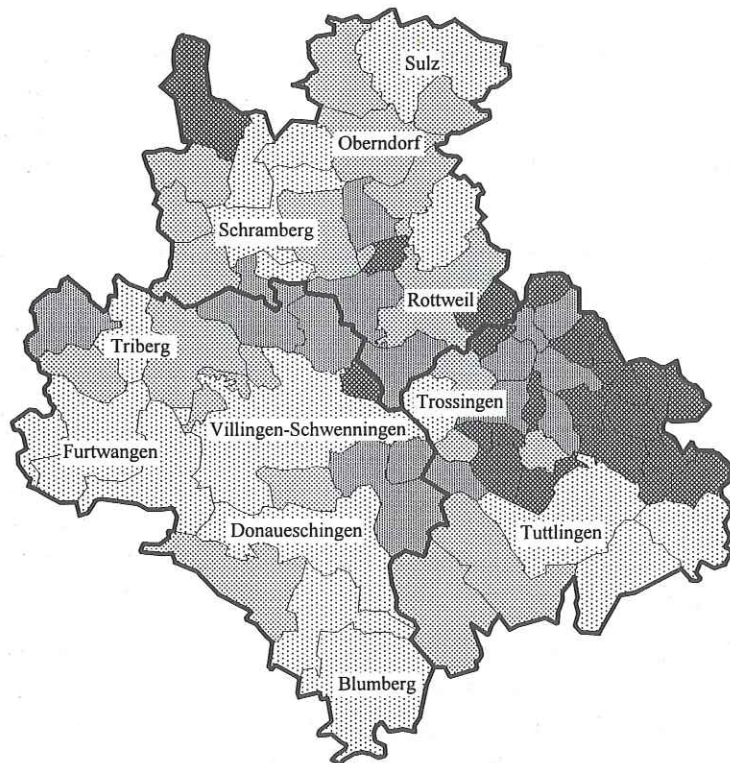 Sulz
Oberndorf
Schramberg
Rottweil
Triberg
Trossingen
Villingen-Schwenningen
Furtwangen
Donaueschingen
Tuttlingen
Blumberg